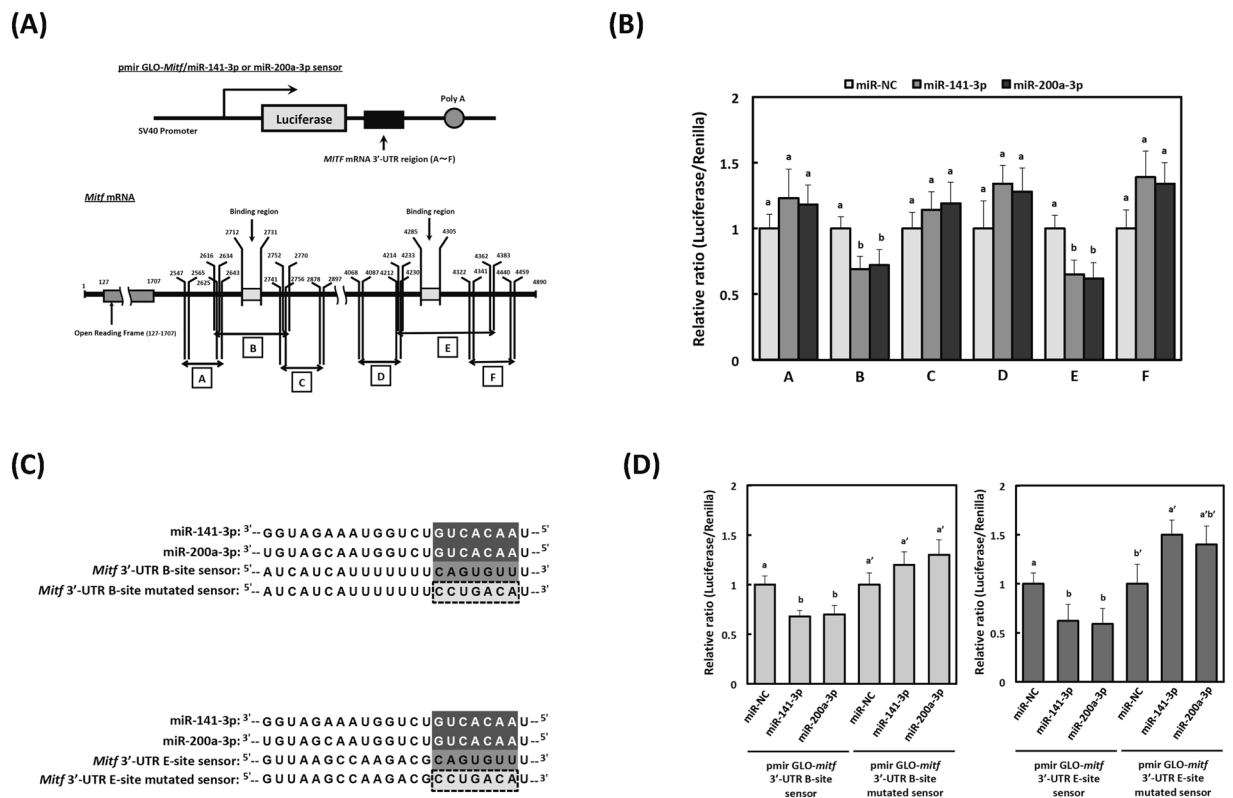 (A)
pmir GLO-Mitf/miR-141-3p or miR-200a-3p sensor
Poly A
Luciferase
SV40 Promoter
MITF mRNA 3'-UTR reigion (A～F)
Mitf mRNA
Binding region
Binding region
2712 2731
4285 4305
2616 2634
2752 2770
4214 4233
4362 4383
2547 2565
2625 2643
2741 2756 2878 2897
4068 4087 4212 4230
4322 4341 4440 4459
1 127 1707
4890
Open Reading Frame (127-1707)
B
E
A
C
D
F
(B)
miR-NC miR-141-3p miR-200a-3p
Relative ratio (Luciferase/Renilla)
2
1.5
1
0.5
0
a a a
a b b
a a a
a a a
a b b
a a a
A B C D E F
(C)
miR-141-3p: 3'-- G G U A G A A A U G G U C U G U C A C A A U -- 5'
miR-200a-3p: 3'-- U G U A G C A A U G G U C U G U C A C A A U -- 5'
Mitf 3'-UTR B-site sensor: 5'-- A U C A U C A U U U U U U U C A G U G U U U -- 3'
Mitf 3'-UTR B-site mutated sensor: 5'-- A U C A U C A U U U U U U U C C U G A C A U -- 3'
miR-141-3p: 3'-- G G U A G A A A U G G U C U G U C A C A A U -- 5'
miR-200a-3p: 3'-- U G U A G C A A U G G U C U G U C A C A A U -- 5'
Mitf 3'-UTR E-site sensor: 5'-- G U U A A G C C A A G A C G C A G U G U U U -- 3'
Mitf 3'-UTR E-site mutated sensor: 5'-- G U U A A G C C A A G A C G C C U G A C A U -- 3'
(D)
Relative ratio (Luciferase/Renilla)
2
1.5
1
0.5
0
a b b a' a' a'
miR-NC miR-141-3p miR-200a-3p miR-NC miR-141-3p miR-200a-3p
pmir GLO-mitf
3'-UTR B-site
sensor
pmir GLO-mitf
3'-UTR B-site
mutated sensor
Relative ratio (Luciferase/Renilla)
2
1.5
1
0.5
0
a b b b' a' a'b'
miR-NC miR-141-3p miR-200a-3p miR-NC miR-141-3p miR-200a-3p
pmir GLO-mitf
3'-UTR E-site
sensor
pmir GLO-mitf
3'-UTR E-site
mutated sensor